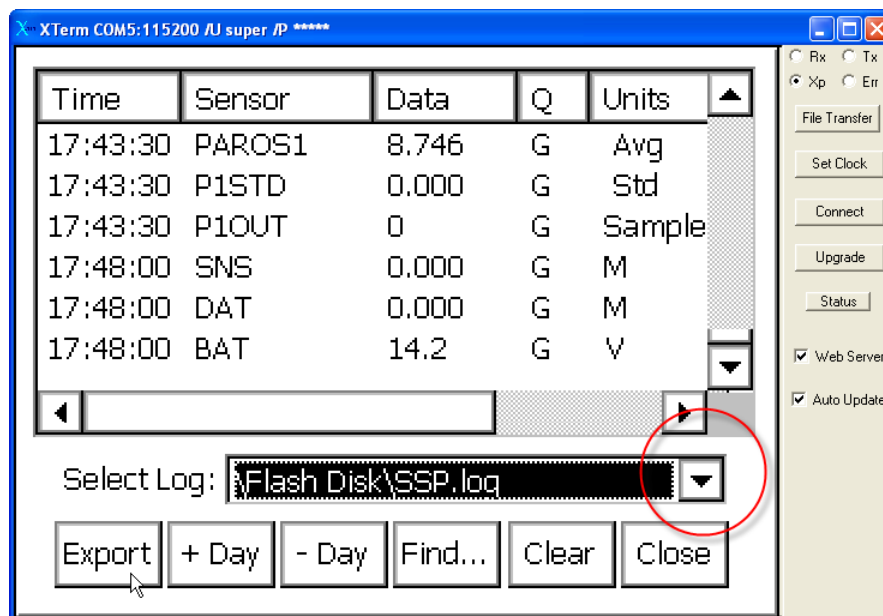 XTerm COM5:115200 /U super /P *****
Rx Tx
Xp Err
File Transfer
Set Clock
Connect
Upgrade
Status
Web Server
Auto Update
Time Sensor Data Q Units
17:43:30 PAROS1 8.746 G Avg
17:43:30 P1STD 0.000 G Std
17:43:30 P1OUT 0 G Sample
17:48:00 SNS 0.000 G M
17:48:00 DAT 0.000 G M
17:48:00 BAT 14.2 G V
Select Log: \Flash Disk\SSP.log
Export + Day - Day Find... Clear Close